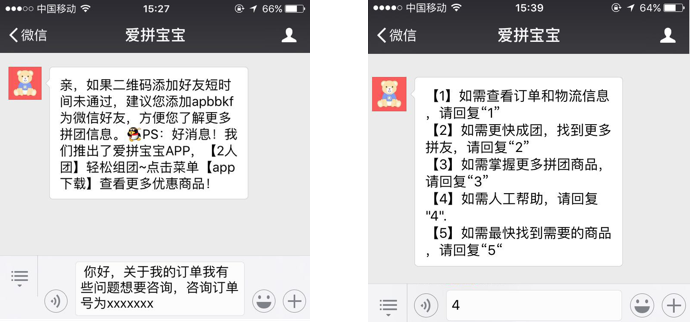 中国移动 15:27 66%
微信 爱拼宝宝
亲，如果二维码添加好友短时
间未通过，建议您添加apbbkf
为微信好友，方便您了解更多
拼团信息。🐧PS：好消息！我
们推出了爱拼宝宝APP，【2人
团】轻松组团~点击菜单【app
下载】查看更多优惠商品！
你好，关于我的订单我有
些问题想要咨询，咨询订单
号为xxxxxxx
中国移动 15:39 64%
微信 爱拼宝宝
【1】如需查看订单和物流信息
，请回复“1”
【2】如需更快成团，找到更多
拼友，请回复“2”
【3】如需掌握更多拼团商品，
请回复“3”
【4】如需人工帮助，请回复
"4".
【5】如需最快找到需要的商品
，请回复“5“
4